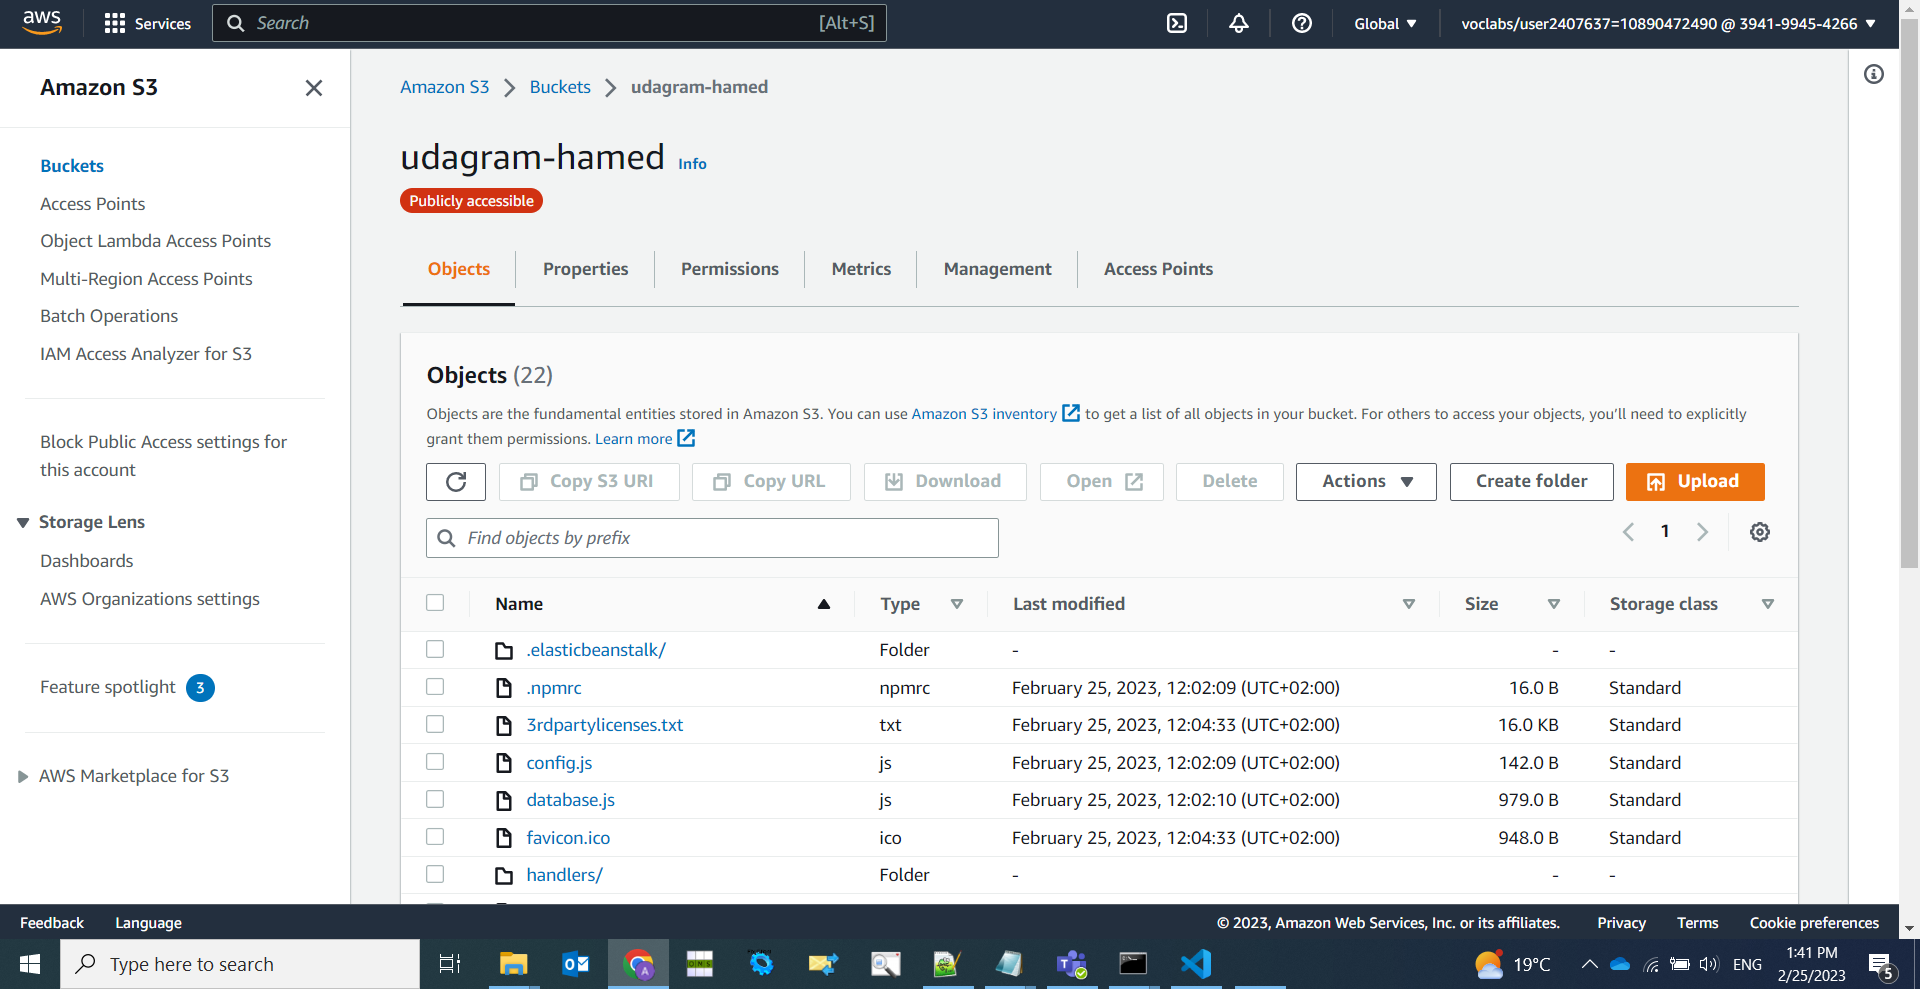 aws
Services
Search
[Alt+S]
Global
voclabs/user2407637=10890472490 @ 3941-9945-4266
Amazon S3
Buckets
Access Points
Object Lambda Access Points
Multi-Region Access Points
Batch Operations
IAM Access Analyzer for S3
Block Public Access settings for
this account
Storage Lens
Dashboards
AWS Organizations settings
Feature spotlight 3
AWS Marketplace for S3
Amazon S3 Buckets udagram-hamed
udagram-hamed Info
Publicly accessible
Objects Properties Permissions Metrics Management Access Points
Objects (22)
Objects are the fundamental entities stored in Amazon S3. You can use Amazon S3 inventory to get a list of all objects in your bucket. For others to access your objects, you’ll need to explicitly
grant them permissions. Learn more
Copy S3 URI Copy URL Download Open Delete Actions Create folder Upload
Find objects by prefix
1
Name Type Last modified Size Storage class
.elasticbeanstalk/ Folder - - -
.npmrc npmrc February 25, 2023, 12:02:09 (UTC+02:00) 16.0 B Standard
3rdpartylicenses.txt txt February 25, 2023, 12:04:33 (UTC+02:00) 16.0 KB Standard
config.js js February 25, 2023, 12:02:09 (UTC+02:00) 142.0 B Standard
database.js js February 25, 2023, 12:02:10 (UTC+02:00) 979.0 B Standard
favicon.ico ico February 25, 2023, 12:04:33 (UTC+02:00) 948.0 B Standard
handlers/ Folder - - -
Feedback Language © 2023, Amazon Web Services, Inc. or its affiliates. Privacy Terms Cookie preferences
Type here to search
19°C
ENG
1:41 PM
2/25/2023
5